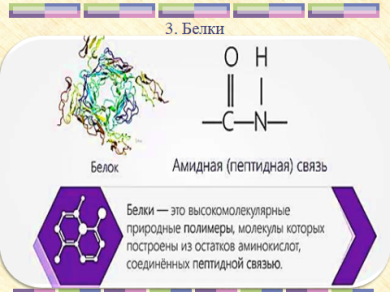 3. Белки
O H
—C—N—
Белок
Амидная (пептидная) связь
Белки — это высокомолекулярные
природные полимеры, молекулы которых
построены из остатков аминокислот,
соединённых пептидной связью.